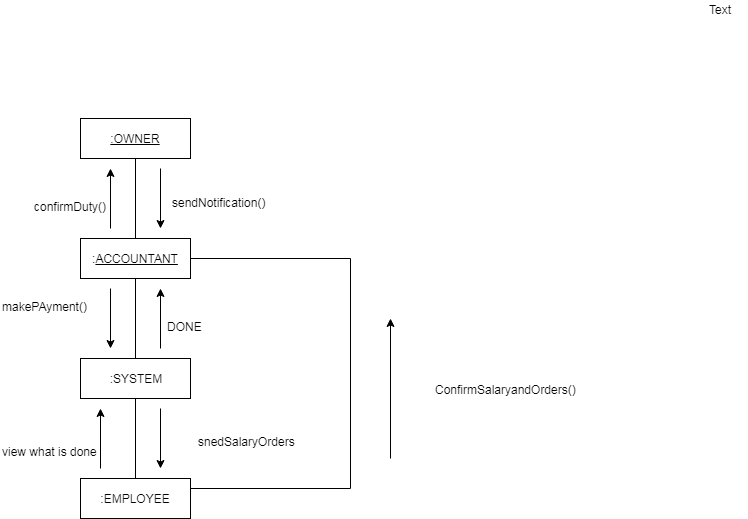 Text
:OWNER
confirmDuty()
sendNotification()
:ACCOUNTANT
makePAyment()
DONE
:SYSTEM
ConfirmSalaryandOrders()
snedSalaryOrders
view what is done
:EMPLOYEE